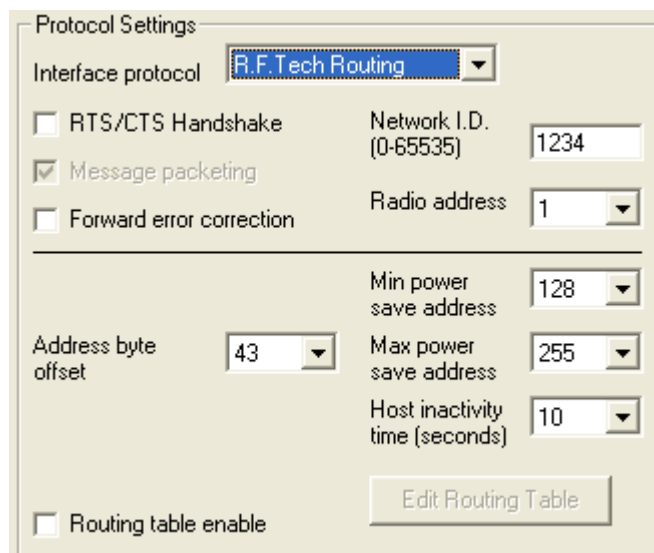 Protocol Settings
Interface protocol
R.F.Tech Routing
RTS/CTS Handshake
Message packeting
Forward error correction
Network I.D.
(0-65535)
1234
Radio address
1
Address byte
offset
43
Min power
save address
128
Max power
save address
255
Host inactivity
time (seconds)
10
Routing table enable
Edit Routing Table